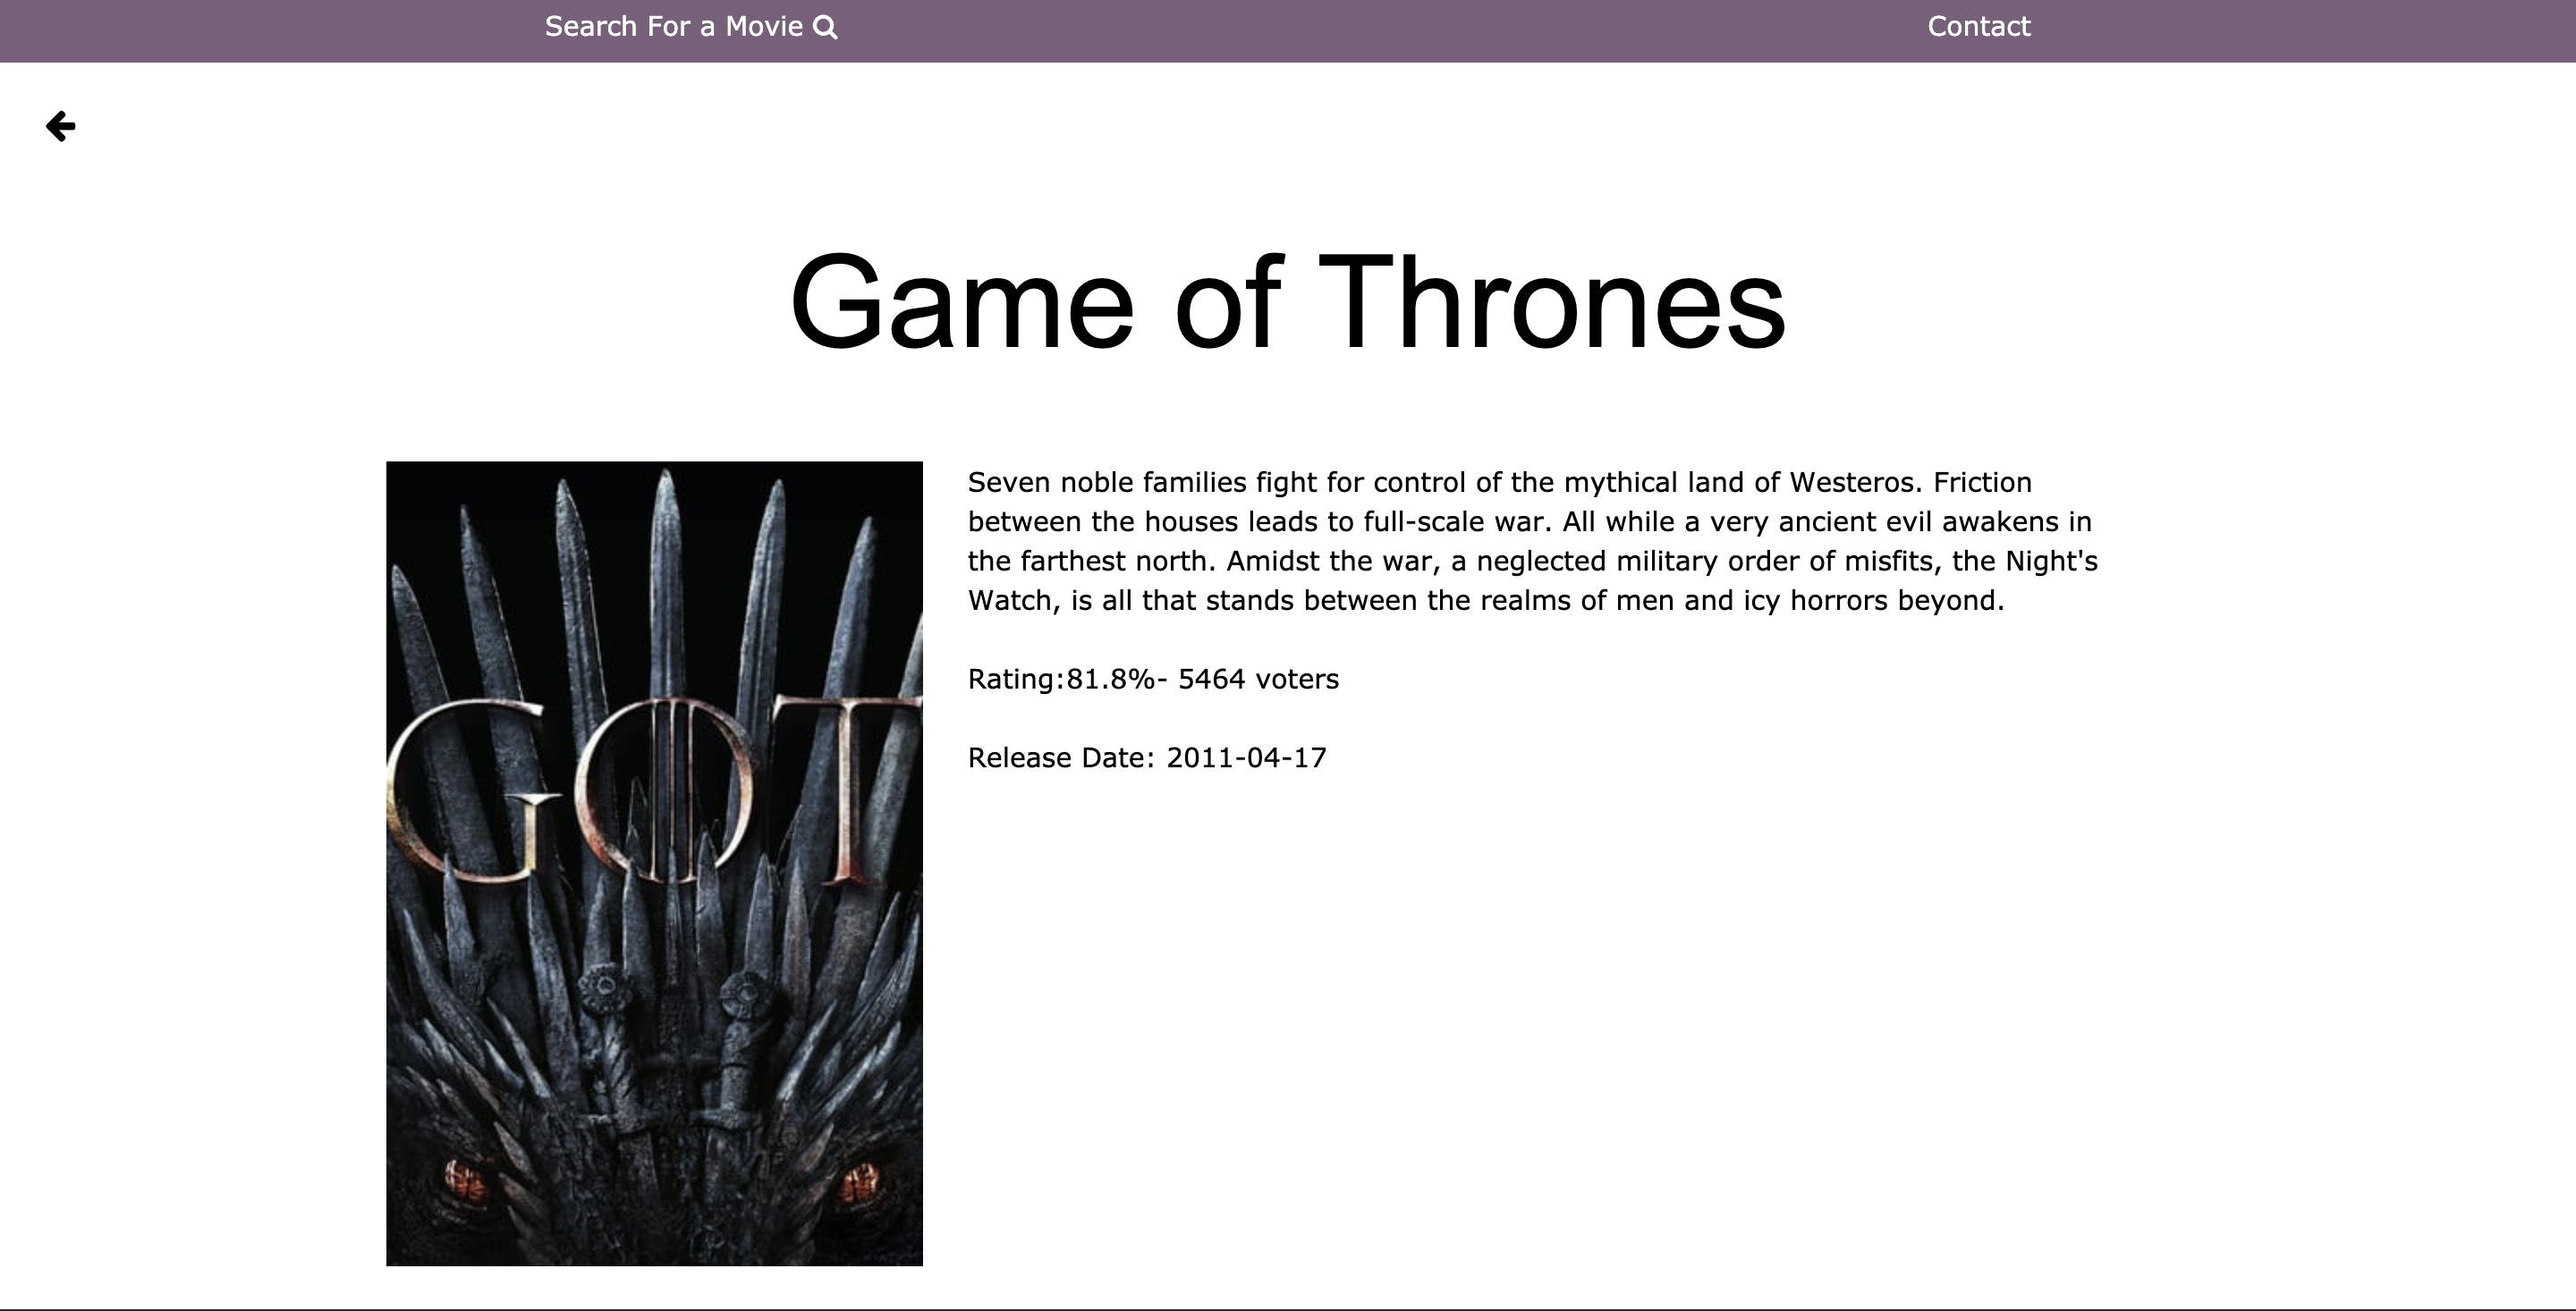 Search For a Movie
Contact
Game of Thrones
GOT
Seven noble families fight for control of the mythical land of Westeros. Friction
between the houses leads to full-scale war. All while a very ancient evil awakens in
the farthest north. Amidst the war, a neglected military order of misfits, the Night's
Watch, is all that stands between the realms of men and icy horrors beyond.
Rating:81.8%- 5464 voters
Release Date: 2011-04-17